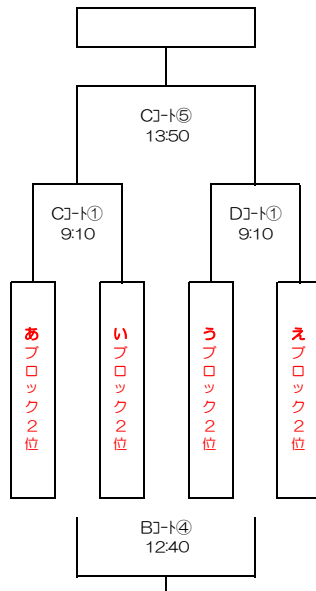 Cコート⑤
13:50
Cコート①
9:10
Dコート①
9:10
あブロック2位
いブロック2位
うブロック2位
えブロック2位
Bコート④
12:40